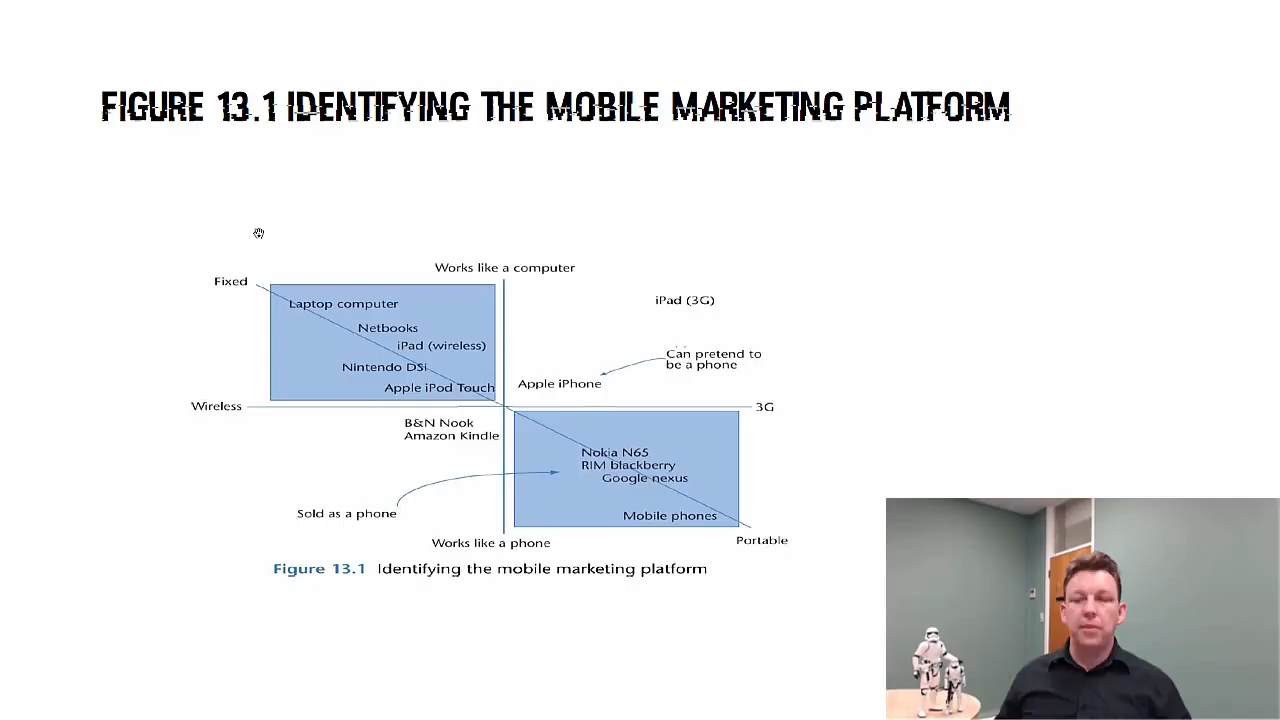 FIGURE 13.1 IDENTIFYING THE MOBILE MARKETING PLATFORM
Works like a computer
Fixed
Laptop computer
iPad (3G)
Netbooks
iPad (wireless)
Can pretend to
be a phone
Nintendo DSi
Apple iPod Touch
Apple iPhone
Wireless
3G
B&N Nook
Amazon Kindle
Nokia N65
RIM blackberry
Google nexus
Sold as a phone
Mobile phones
Works like a phone
Portable
Figure 13.1 Identifying the mobile marketing platform